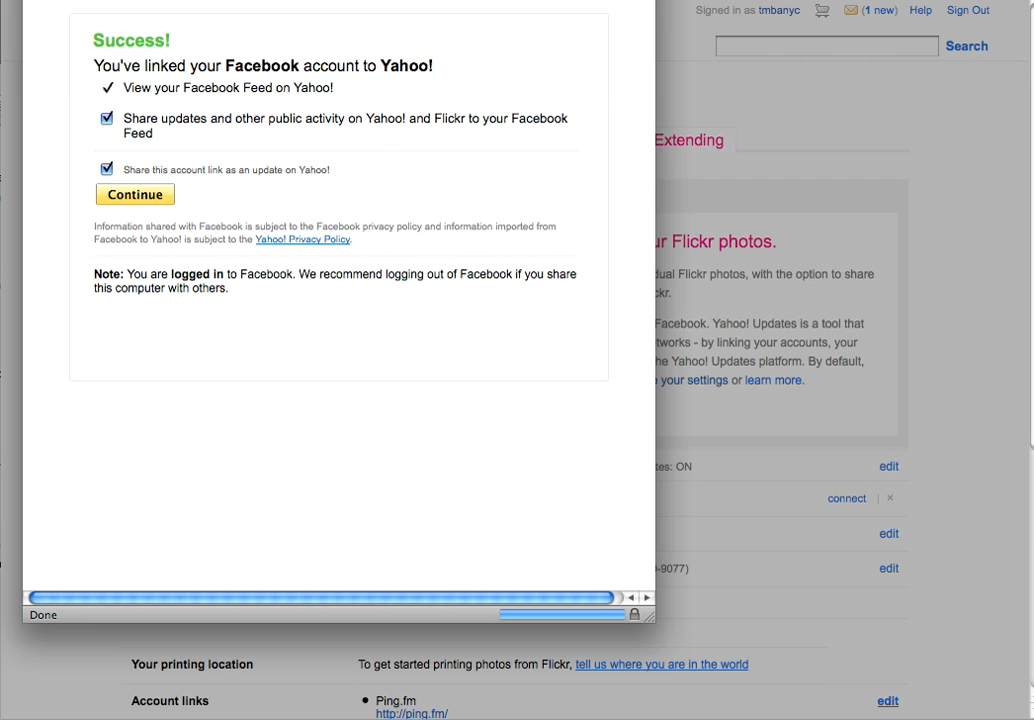 Signed in as tmbanyc (1 new) Help Sign Out
Search
Success!
You've linked your Facebook account to Yahoo!
View your Facebook Feed on Yahoo!
Share updates and other public activity on Yahoo! and Flickr to your Facebook
Feed
Share this account link as an update on Yahoo!
Continue
Information shared with Facebook is subject to the Facebook privacy policy and information imported from
Facebook to Yahoo! is subject to the Yahoo! Privacy Policy.
Note: You are logged in to Facebook. We recommend logging out of Facebook if you share
this computer with others.
Extending
Flickr photos.
Flickr photos, with the option to share
Facebook. Yahoo! Updates is a tool that
- by linking your accounts, your
the Yahoo! Updates platform. By default,
your settings or learn more.
ON edit
connect | ×
edit
-9077) edit
Done
Your printing location To get started printing photos from Flickr, tell us where you are in the world
Account links • Ping.fm edit
http://ping.fm/